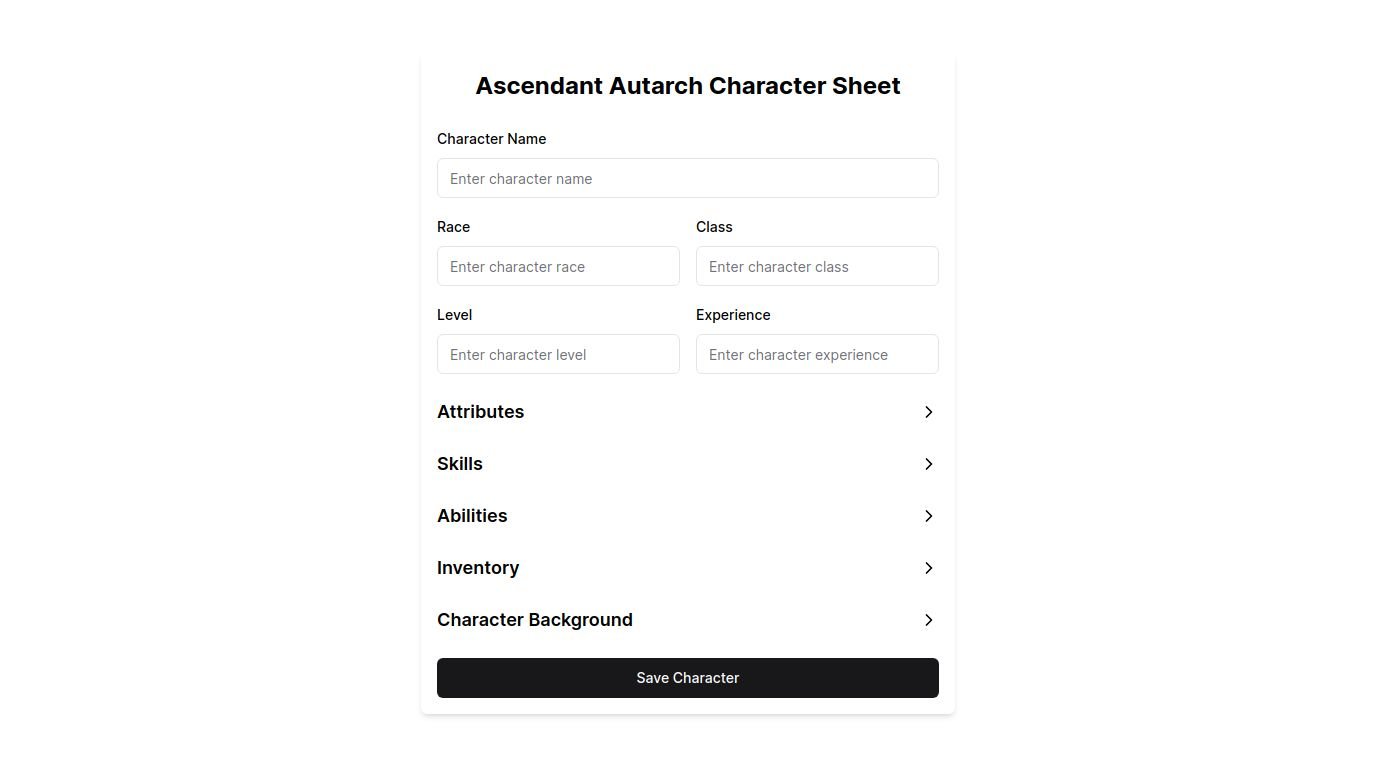 Ascendant Autarch Character Sheet
Character Name
Enter character name
Race Class
Enter character race Enter character class
Level Experience
Enter character level Enter character experience
Attributes
Skills
Abilities
Inventory
Character Background
Save Character